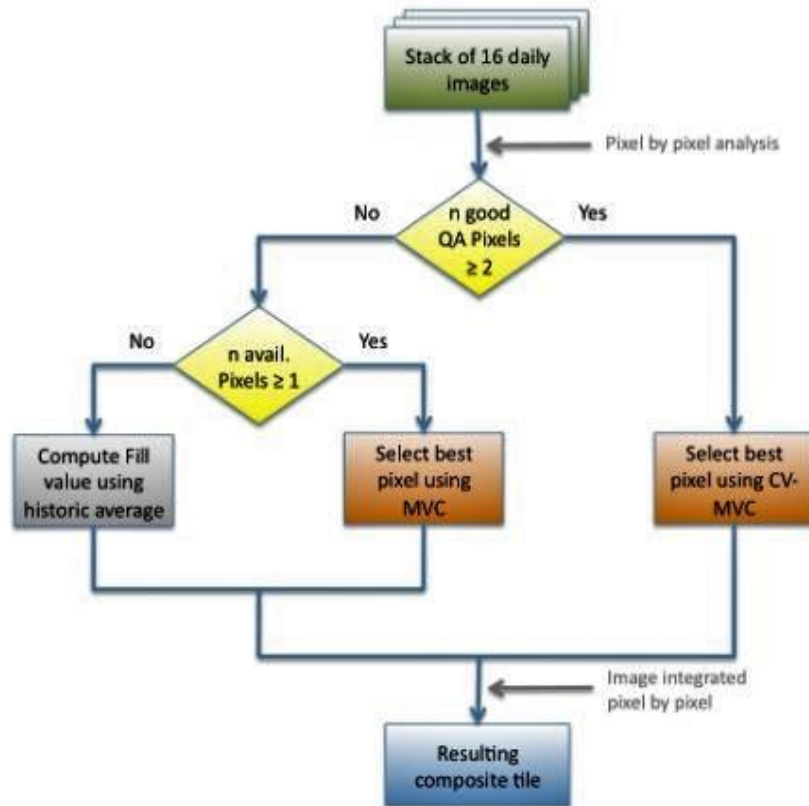 Stack of 16 daily
images
Pixel by pixel analysis
No
n good
QA Pixels
≥ 2
Yes
No
n avail.
Pixels ≥ 1
Yes
Compute Fill
value using
historic average
Select best
pixel using
MVC
Select best
pixel using CV-
MVC
Image integrated
pixel by pixel
Resulting
composite tile